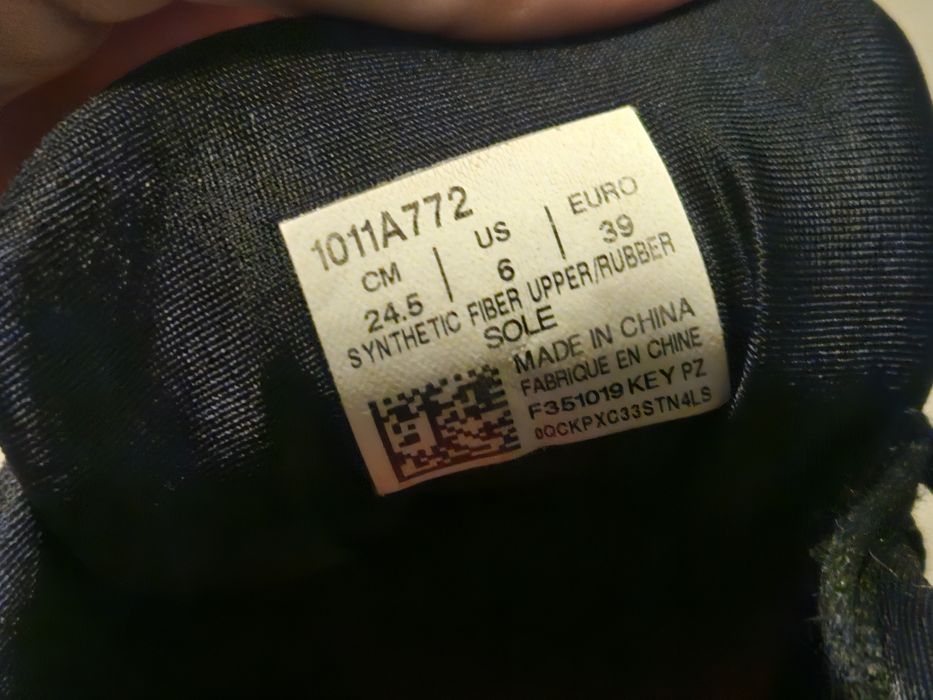 1011A772
CM | US | EURO
24.5 | 6 | 39
SYNTHETIC FIBER UPPER/RUBBER
SOLE
MADE IN CHINA
FABRIQUE EN CHINE
F351019 KEY PZ
0QCKPXC33STN4LS